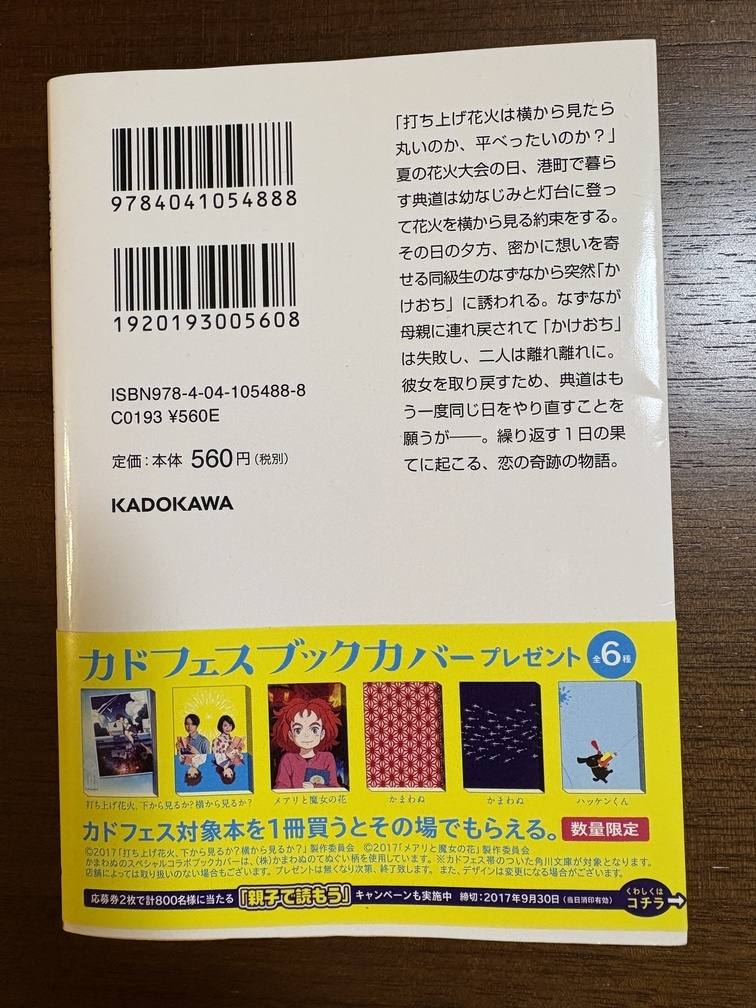 9784041054888
1920193005608
ISBN978-4-04-105488-8
C0193 ¥560E
定価：本体 560円（税別）
KADOKAWA
「打ち上げ花火は横から見たら
丸いのか、平べったいのか？」
夏の花火大会の日、港町で暮ら
す典道は幼なじみと灯台に登っ
て花火を横から見る約束をする。
その日の夕方、密かに想いを寄
せる同級生のなずなから突然「か
けおち」に誘われる。なずなが
母親に連れ戻されて「かけおち」
は失敗し、二人は離れ離れに。
彼女を取り戻すため、典道はも
う一度同じ日をやり直すことを
願うが――。繰り返す１日の果
てに起こる、恋の奇跡の物語。
カドフェスブックカバープレゼント 全6種
打ち上げ花火、下から見るか？横から見るか？
メアリと魔女の花
かまわぬ
かまわぬ
ハッケンくん
カドフェス対象本を1冊買うとその場でもらえる。 数量限定
©2017「打ち上げ花火、下から見るか？横から見るか？」製作委員会 ©2017「メアリと魔女の花」製作委員会
かまわぬのスペシャルコラボブックカバーは、（株）かまわぬのてぬぐい柄を使用しています。 ※カドフェス帯のついた角川文庫が対象となります。
店舗によっては取り扱いのない場合もございます。プレゼントは無くなり次第、終了致します。また、デザインは変更になる場合がございます。
応募券2枚で計800名様に当たる 「親子で読もう」 キャンペーンも実施中 締切：2017年9月30日（当日消印有効）
くわしくは
コチラ